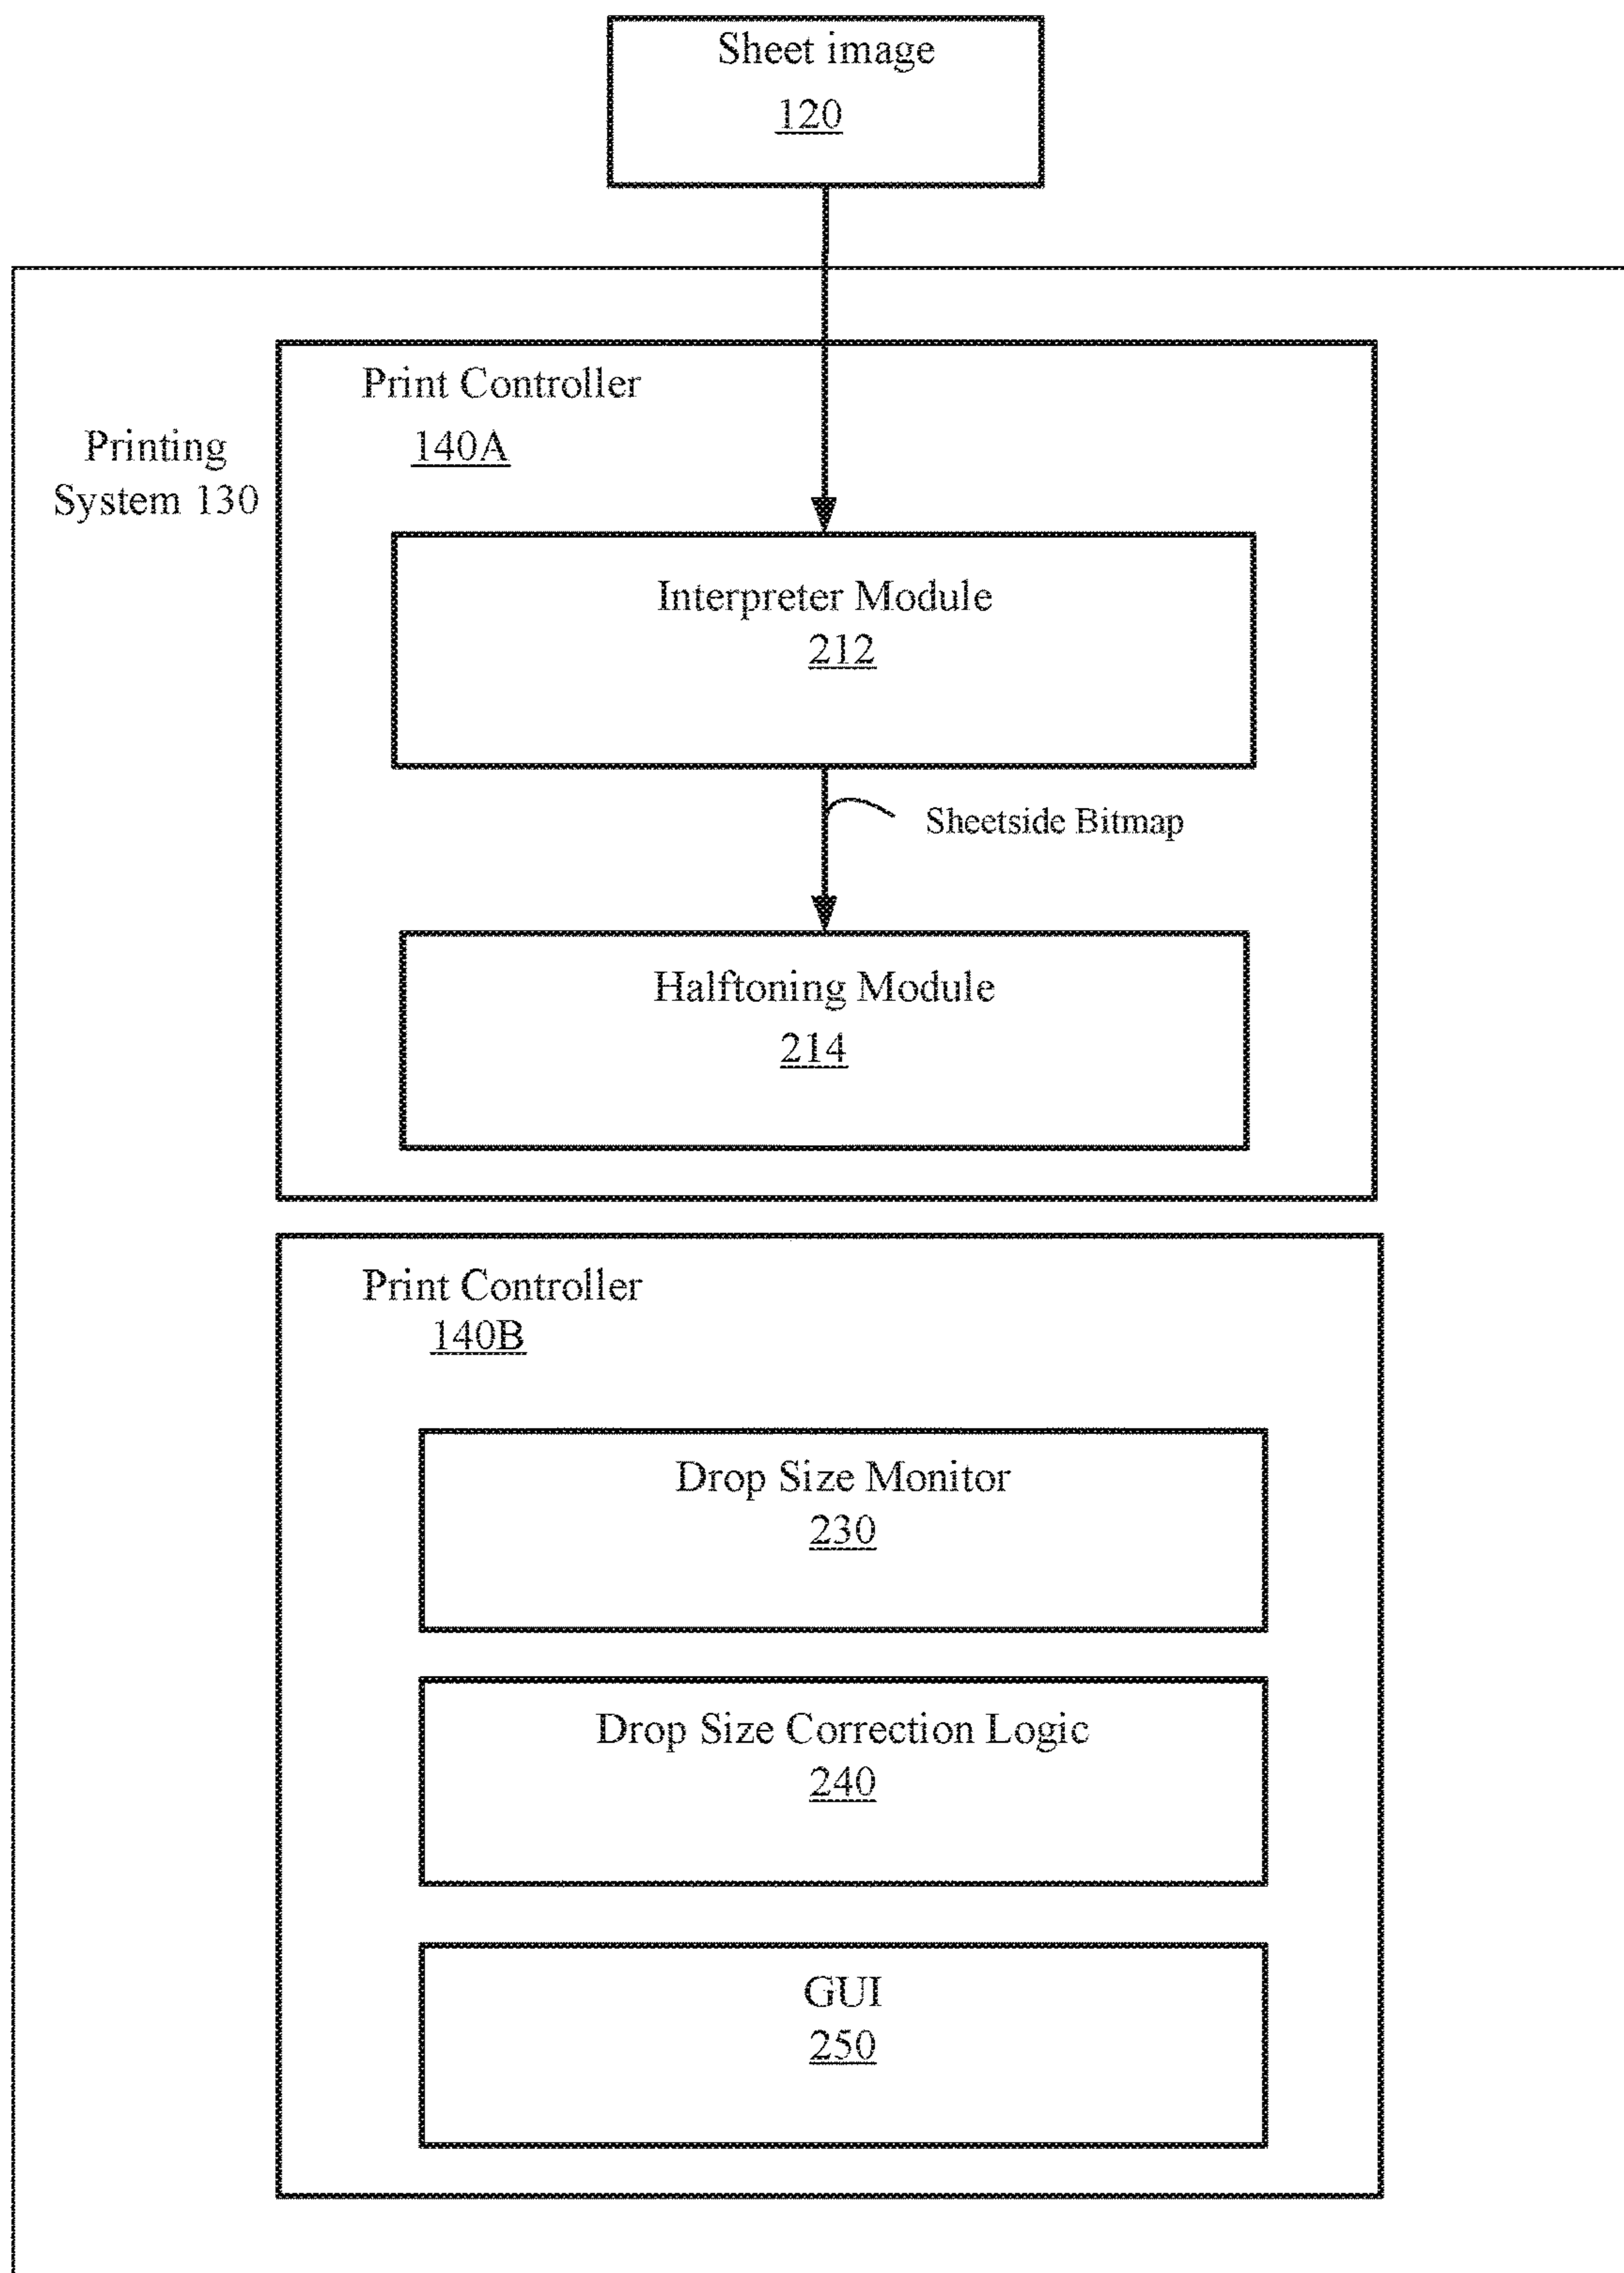 Sheet image
120
Print Controller
140A
Printing
System 130
Interpreter Module
212
Sheetside Bitmap
Halftoning Module
214
Print Controller
140B
Drop Size Monitor
230
Drop Size Correction Logic
240
GUI
250